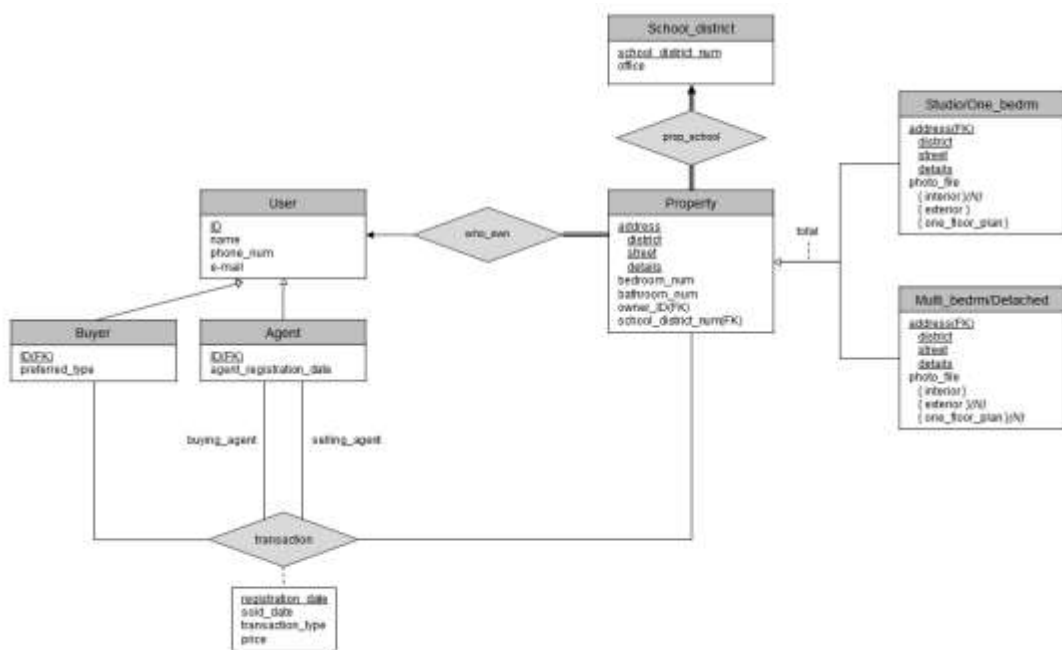 School_district
school_district_num
office
prop_school
Studio/One_bedrm
address(FK)
district
street
details
photo_file
{ interior }(N)
{ exterior }
{ one_floor_plan }
User
ID
name
phone_num
e-mail
who_own
Property
address
district
street
details
bedroom_num
bathroom_num
owner_ID(FK)
school_district_num(FK)
total
Multi_bedrm/Detached
address(FK)
district
street
details
photo_file
{ interior }
{ exterior }(N)
{ one_floor_plan }(N)
Buyer
ID(FK)
preferred_type
Agent
ID(FK)
agent_registration_date
buying_agent
selling_agent
transaction
registration_date
sold_date
transaction_type
price